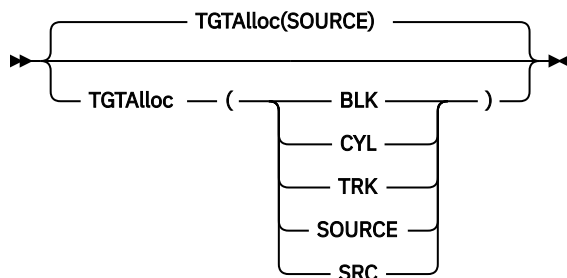 TGTAlloc(SOURCE)
TGTAlloc ( BLK )
CYL
TRK
SOURCE
SRC